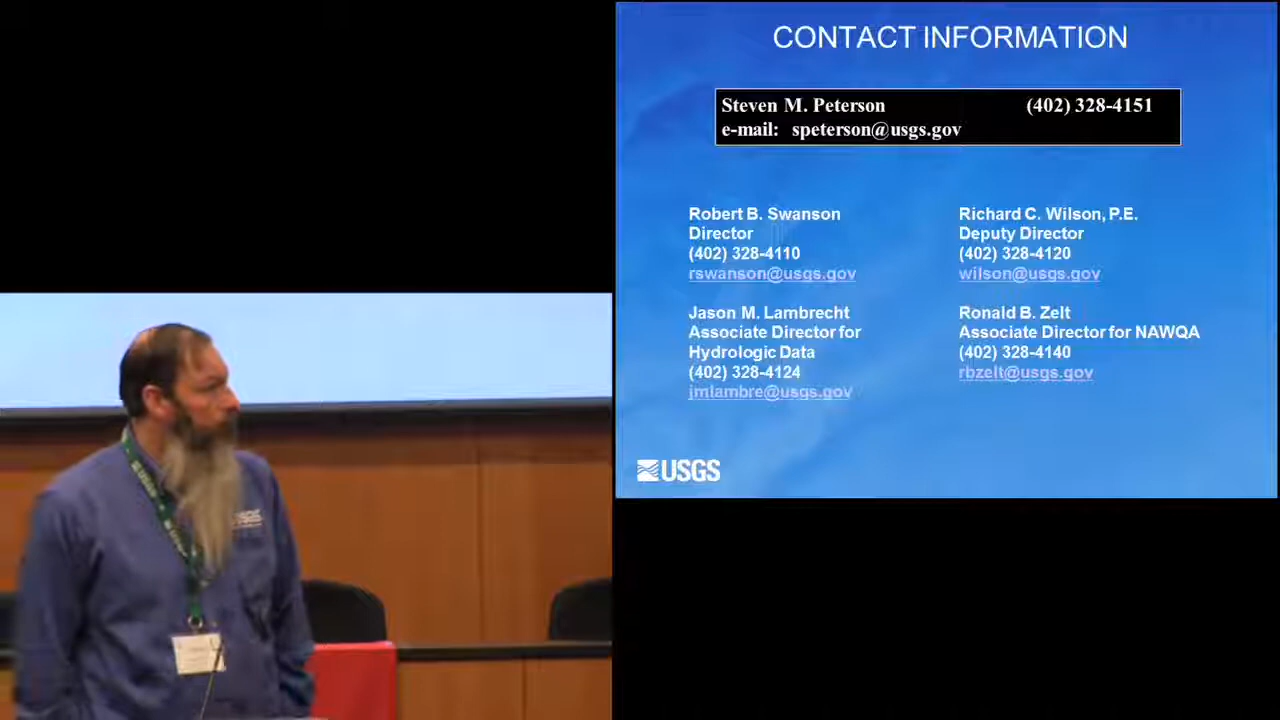 CONTACT INFORMATION
Steven M. Peterson (402) 328-4151
e-mail: speterson@usgs.gov
Robert B. Swanson
Director
(402) 328-4110
rswanson@usgs.gov
Richard C. Wilson, P.E.
Deputy Director
(402) 328-4120
wilson@usgs.gov
Jason M. Lambrecht
Associate Director for
Hydrologic Data
(402) 328-4124
jmlambre@usgs.gov
Ronald B. Zelt
Associate Director for NAWQA
(402) 328-4140
rbzelt@usgs.gov
USGS
USGS